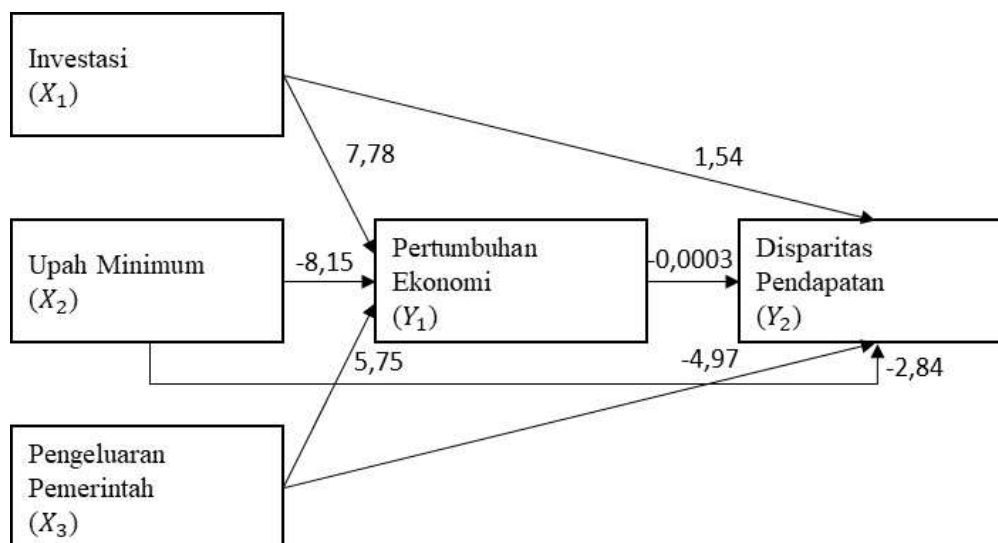 Investasi
(𝑋₁)
7,78
1,54
Upah Minimum
(𝑋₂)
-8,15
Pertumbuhan
Ekonomi
(𝑌₁)
-0,0003
Disparitas
Pendapatan
(𝑌₂)
5,75
-4,97
-2,84
Pengeluaran
Pemerintah
(𝑋₃)